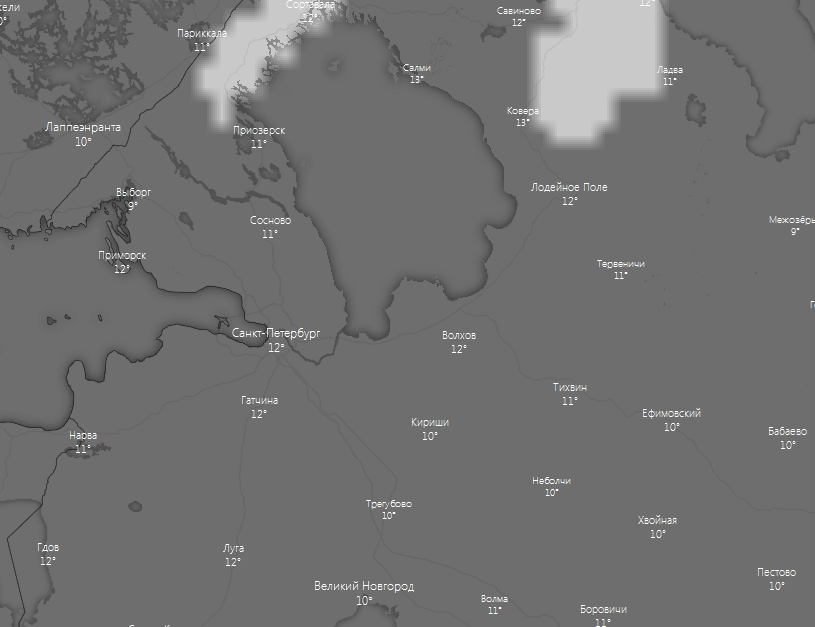 Сортавала
12°
12°
Савиново
12°
Париккала
11°
Салми
13°
Ладва
11°
Ковера
13°
Лаппеэнранта
10°
Приозерск
11°
Выборг
9°
Лодейное Поле
12°
Сосново
11°
Приморск
12°
Тервеничи
11°
9°
Санкт-Петербург
12°
Волхов
12°
Тихвин
11°
Гатчина
12°
Кириши
10°
Ефимовский
10°
Нарва
11°
Бабаево
10°
Неболчи
10°
Трегубово
10°
Хвойная
10°
Гдов
12°
Луга
12°
Великий Новгород
10°
Пестово
10°
Волма
11°
Боровичи
11°